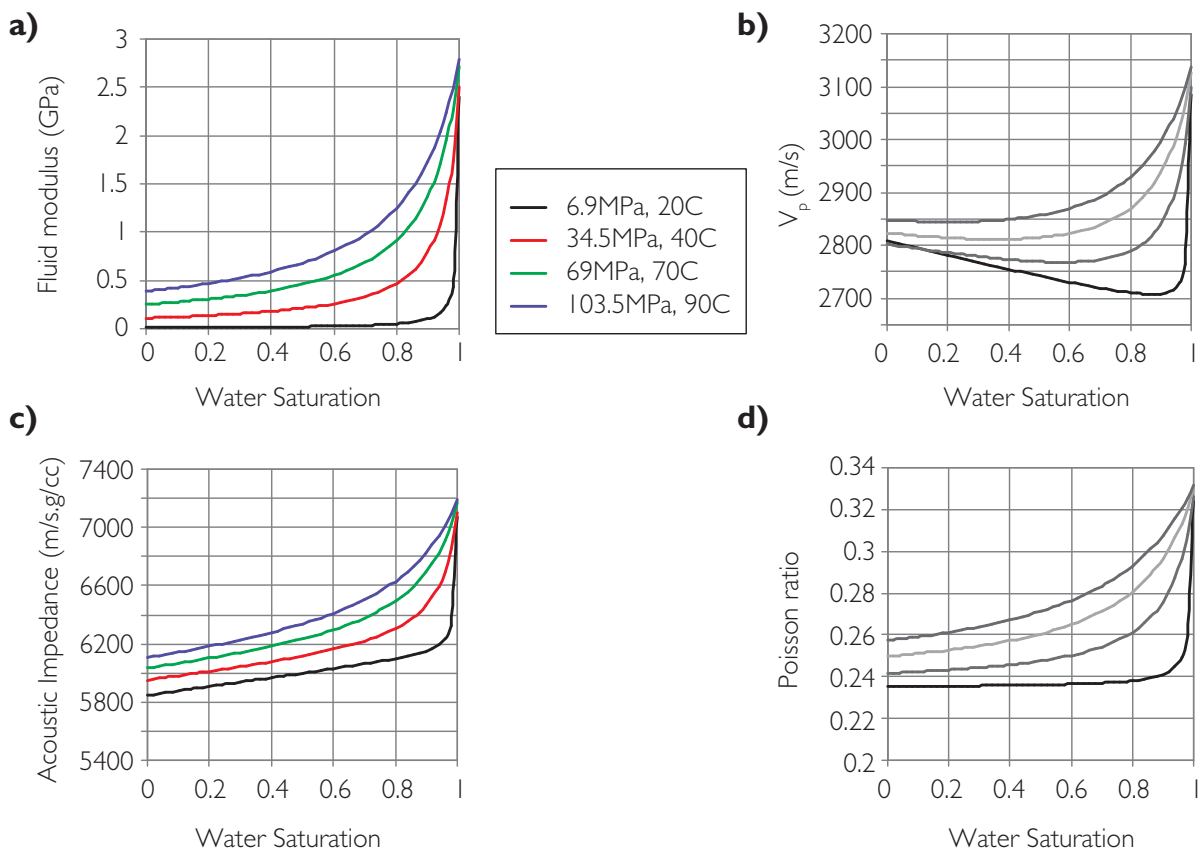 a)
3
2.5
2
1.5
1
0.5
0
Fluid modulus (GPa)
0 0.2 0.4 0.6 0.8 1
Water Saturation
6.9MPa, 20C
34.5MPa, 40C
69MPa, 70C
103.5MPa, 90C
b)
3200
3100
3000
2900
2800
2700
Vp (m/s)
0 0.2 0.4 0.6 0.8 1
Water Saturation
c)
7400
7000
6600
6200
5800
5400
Acoustic Impedance (m/s.g/cc)
0 0.2 0.4 0.6 0.8 1
Water Saturation
d)
0.34
0.32
0.3
0.28
0.26
0.24
0.22
0.2
Poisson ratio
0 0.2 0.4 0.6 0.8 1
Water Saturation